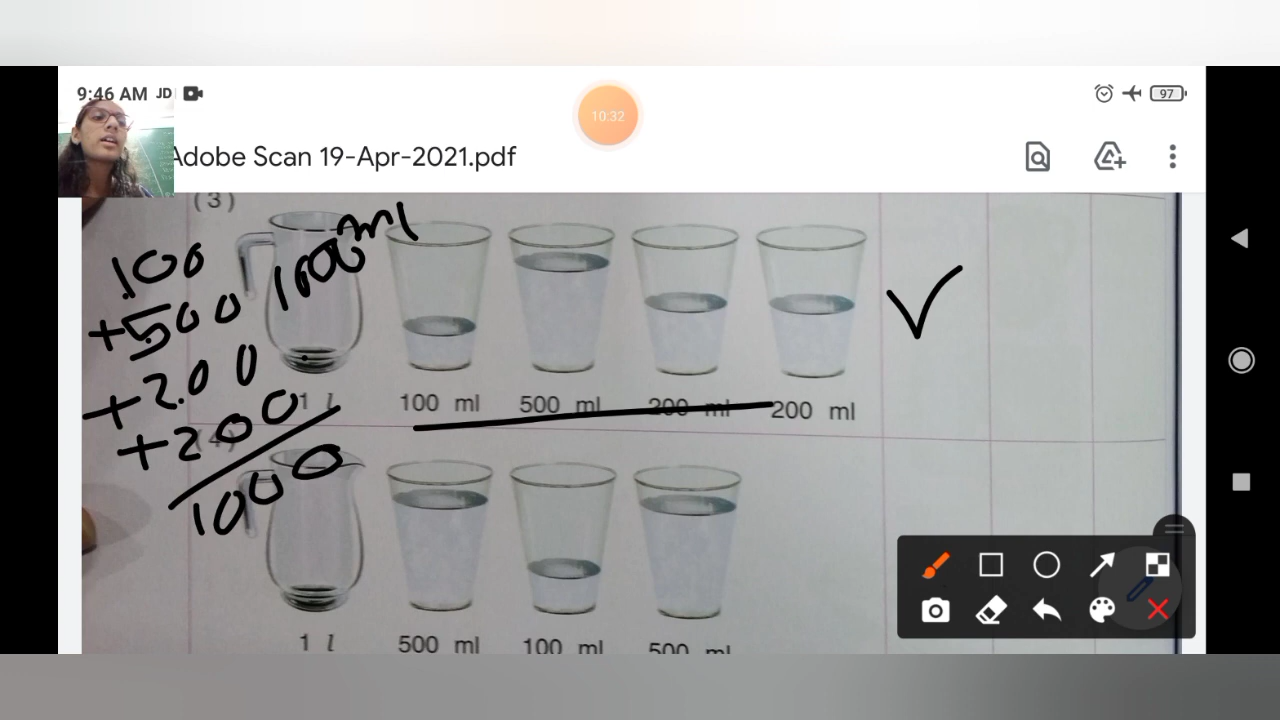 9:46 AM JD
10:32
97
Adobe Scan 19-Apr-2021.pdf
(3)
1000ml
100
+500
+200
+200
1000
1 l 100 ml 500 ml 200 ml 200 ml
(4)
1 l 500 ml 100 ml 500 ml